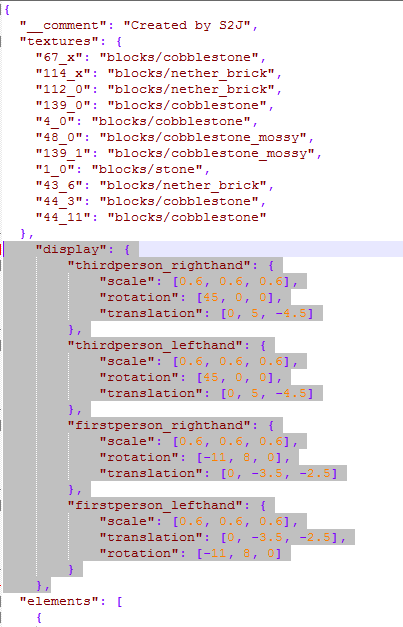 {
"__comment": "Created by S2J",
"textures": {
"67_x": "blocks/cobblestone",
"114_x": "blocks/nether_brick",
"112_0": "blocks/nether_brick",
"139_0": "blocks/cobblestone",
"4_0": "blocks/cobblestone",
"48_0": "blocks/cobblestone_mossy",
"139_1": "blocks/cobblestone_mossy",
"1_0": "blocks/stone",
"43_6": "blocks/nether_brick",
"44_3": "blocks/cobblestone",
"44_11": "blocks/cobblestone"
},
"display": {
"thirdperson_righthand": {
"scale": [0.6, 0.6, 0.6],
"rotation": [45, 0, 0],
"translation": [0, 5, -4.5]
},
"thirdperson_lefthand": {
"scale": [0.6, 0.6, 0.6],
"rotation": [45, 0, 0],
"translation": [0, 5, -4.5]
},
"firstperson_righthand": {
"scale": [0.6, 0.6, 0.6],
"rotation": [-11, 8, 0],
"translation": [0, -3.5, -2.5]
},
"firstperson_lefthand": {
"scale": [0.6, 0.6, 0.6],
"translation": [0, -3.5, -2.5],
"rotation": [-11, 8, 0]
}
},
"elements": [
{